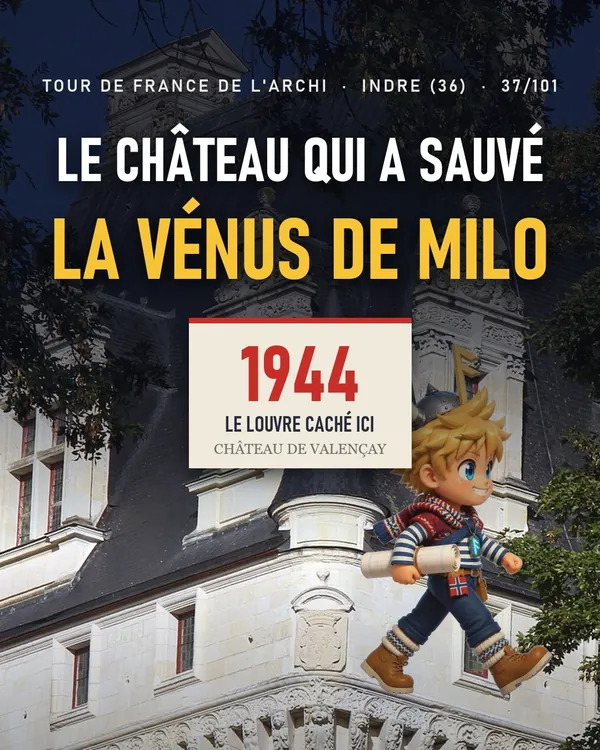 TOUR DE FRANCE DE L'ARCHI · INDRE (36) · 37/101
LE CHÂTEAU QUI A SAUVÉ
LA VÉNUS DE MILO
1944
LE LOUVRE CACHÉ ICI
CHÂTEAU DE VALENÇAY